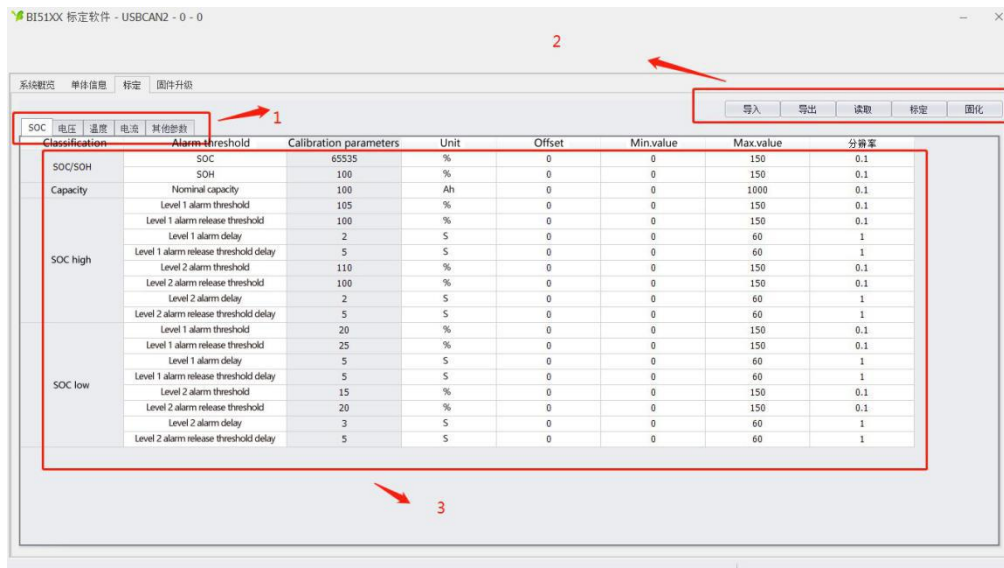 BI51XX 标定软件 - USBCAN2 - 0 - 0
2
系统概览 单体信息 标定 固件升级
导入 导出 读取 标定 固化
1
SOC 电压 温度 电流 其他参数
Classification Alarm threshold Calibration parameters Unit Offset Min.value Max.value 分辨率
SOC/SOH
SOC 65535 % 0 0 150 0.1
SOH 100 % 0 0 150 0.1
Capacity Nominal capacity 100 Ah 0 0 1000 0.1
SOC high
Level 1 alarm threshold 105 % 0 0 150 0.1
Level 1 alarm release threshold 100 % 0 0 150 0.1
Level 1 alarm delay 2 S 0 0 60 1
Level 1 alarm release threshold delay 5 S 0 0 60 1
Level 2 alarm threshold 110 % 0 0 150 0.1
Level 2 alarm release threshold 100 % 0 0 150 0.1
Level 2 alarm delay 2 S 0 0 60 1
Level 2 alarm release threshold delay 5 S 0 0 60 1
SOC low
Level 1 alarm threshold 20 % 0 0 150 0.1
Level 1 alarm release threshold 25 % 0 0 150 0.1
Level 1 alarm delay 5 S 0 0 60 1
Level 1 alarm release threshold delay 5 S 0 0 60 1
Level 2 alarm threshold 15 % 0 0 150 0.1
Level 2 alarm release threshold 20 % 0 0 150 0.1
Level 2 alarm delay 3 S 0 0 60 1
Level 2 alarm release threshold delay 5 S 0 0 60 1
3